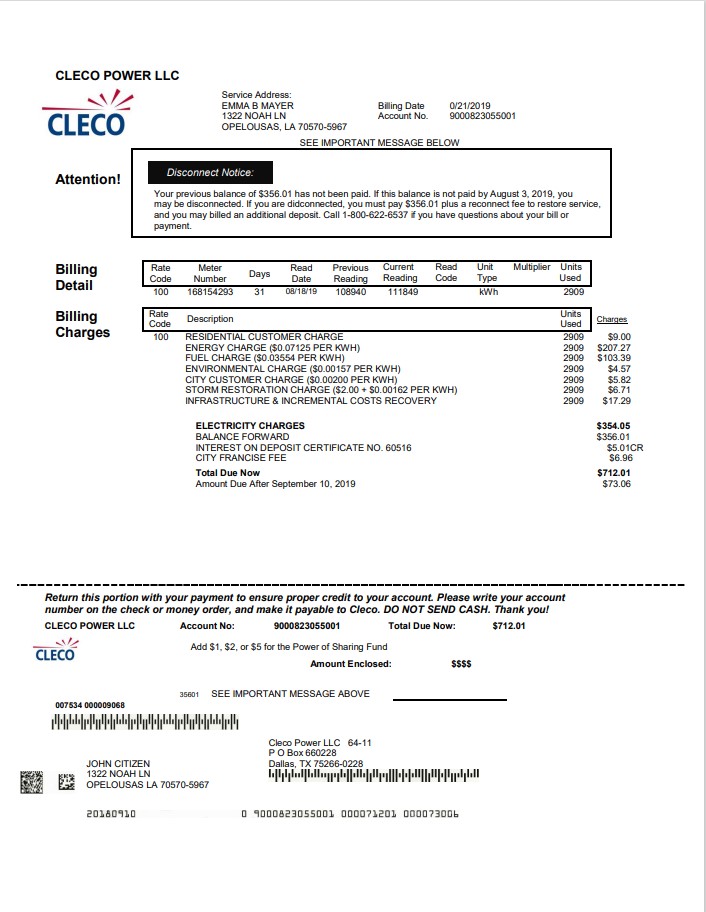 CLECO POWER LLC
CLECO
Service Address:
EMMA B MAYER
1322 NOAH LN
OPELOUSAS, LA 70570-5967
Billing Date 0/21/2019
Account No. 9000823055001
SEE IMPORTANT MESSAGE BELOW
Attention!
Disconnect Notice:
Your previous balance of $356.01 has not been paid. If this balance is not paid by August 3, 2019, you
may be disconnected. If you are didconnected, you must pay $356.01 plus a reconnect fee to restore service,
and you may billed an additional deposit. Call 1-800-622-6537 if you have questions about your bill or
payment.
Billing Detail
Rate Code Meter Number Days Read Date Previous Reading Current Reading Read Code Unit Type Multiplier Units Used
100 168154293 31 08/18/19 108940 111849 kWh 2909
Billing Charges
Rate Code Description Units Used Charges
100 RESIDENTIAL CUSTOMER CHARGE 2909 $9.00
ENERGY CHARGE ($0.07125 PER KWH) 2909 $207.27
FUEL CHARGE ($0.03554 PER KWH) 2909 $103.39
ENVIRONMENTAL CHARGE ($0.00157 PER KWH) 2909 $4.57
CITY CUSTOMER CHARGE ($0.00200 PER KWH) 2909 $5.82
STORM RESTORATION CHARGE ($2.00 + $0.00162 PER KWH) 2909 $6.71
INFRASTRUCTURE & INCREMENTAL COSTS RECOVERY 2909 $17.29
ELECTRICITY CHARGES $354.05
BALANCE FORWARD $356.01
INTEREST ON DEPOSIT CERTIFICATE NO. 60516 $5.01CR
CITY FRANCISE FEE $6.96
Total Due Now $712.01
Amount Due After September 10, 2019 $73.06
Return this portion with your payment to ensure proper credit to your account. Please write your account
number on the check or money order, and make it payable to Cleco. DO NOT SEND CASH. Thank you!
CLECO POWER LLC Account No: 9000823055001 Total Due Now: $712.01
CLECO
Add $1, $2, or $5 for the Power of Sharing Fund
Amount Enclosed: $$$$
35601 SEE IMPORTANT MESSAGE ABOVE
007534 000009068
Cleco Power LLC 64-11
P O Box 660228
Dallas, TX 75266-0228
JOHN CITIZEN
1322 NOAH LN
OPELOUSAS LA 70570-5967
20180910 0 9000823055001 000071201 000073006